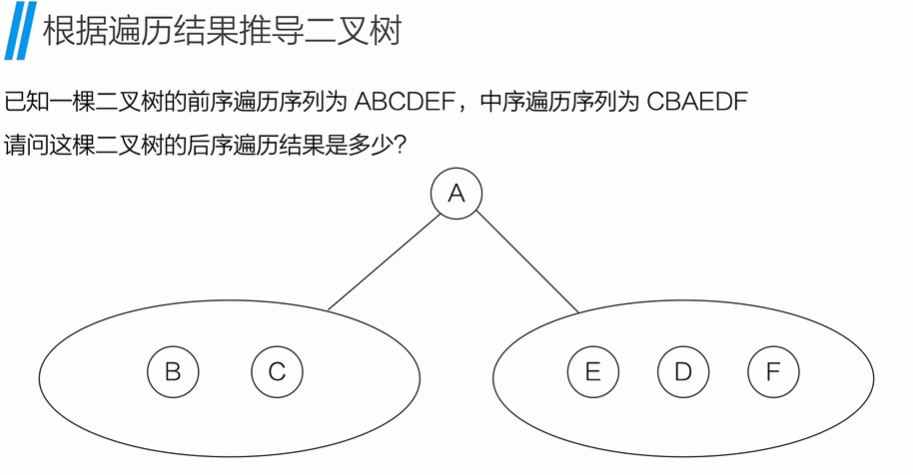 根据遍历结果推导二叉树
已知一棵二叉树的前序遍历序列为 ABCDEF，中序遍历序列为 CBAEDF
请问这棵二叉树的后序遍历结果是多少？
A
B C E D F